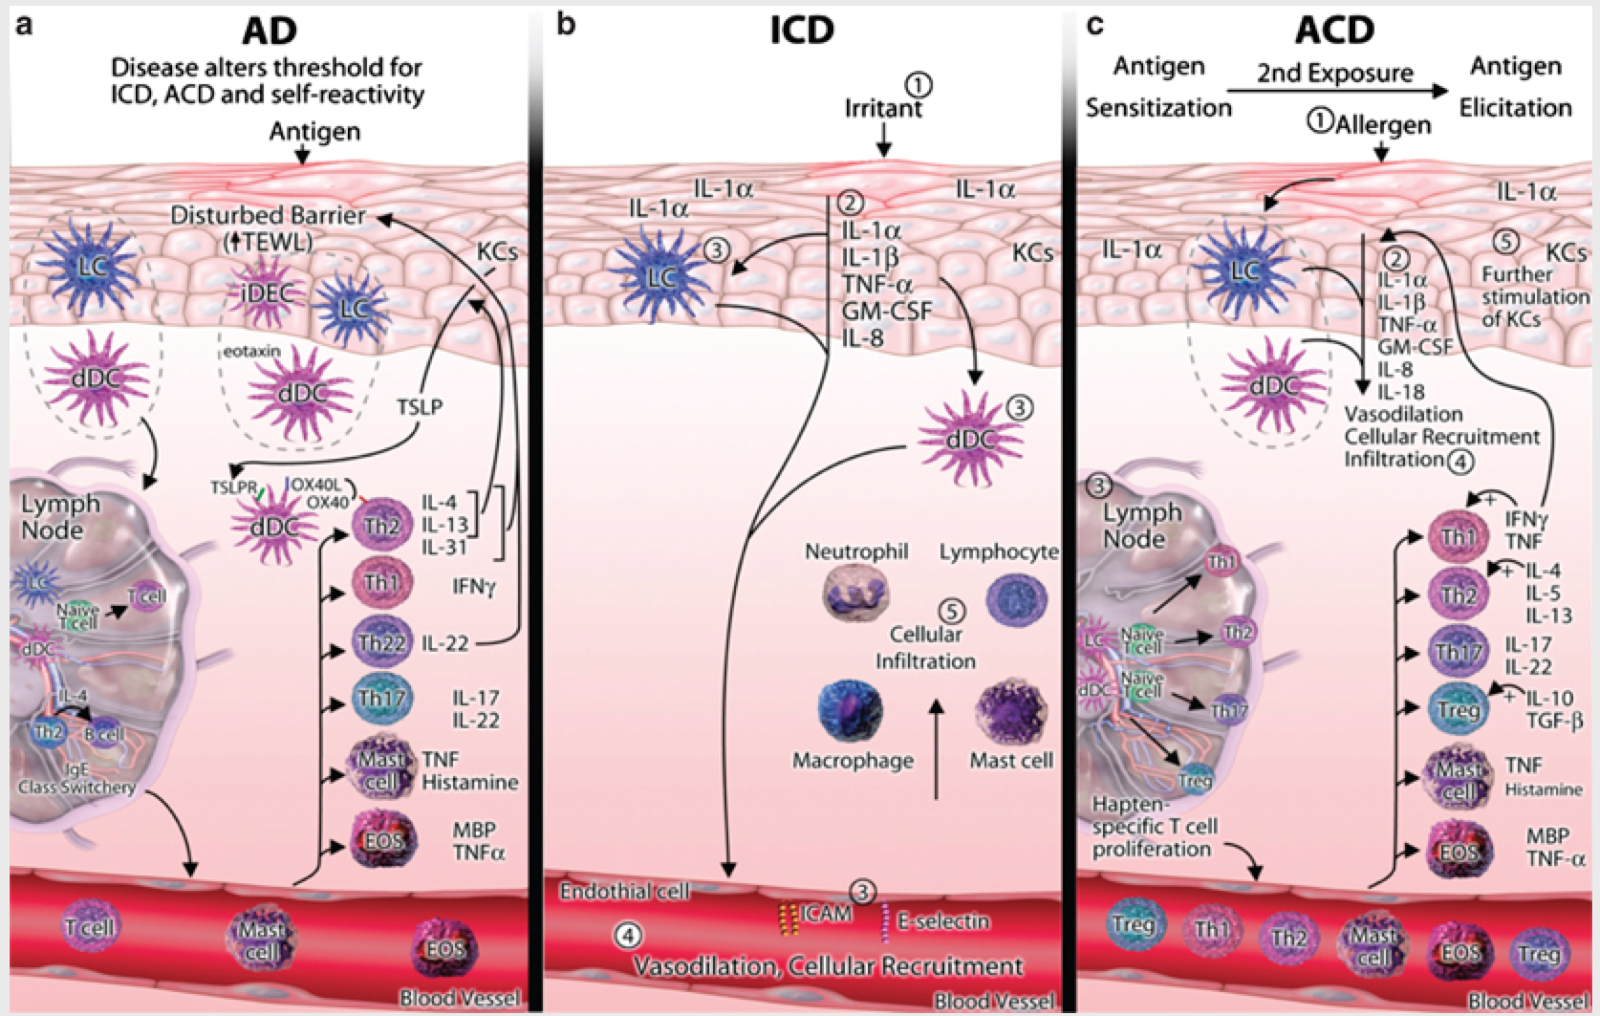 a
AD
Disease alters threshold for
ICD, ACD and self-reactivity
Antigen
Disturbed Barrier
(↑TEWL)
KCs
LC
iDEC
LC
eotaxin
dDC
dDC
TSLP
Lymph
Node
TSLPR
OX40L
OX40
dDC
Th2
IL-4
IL-13
IL-31
Th1
IFNγ
Th22
IL-22
Th17
IL-17
IL-22
Mast
cell
TNF
Histamine
EOS
MBP
TNFα
LC
Naive
T cell
T cell
dDC
IL-4
Th2
B cell
IgE
Class Switchery
T cell
Mast
cell
EOS
Blood Vessel
b
ICD
①
Irritant
IL-1α
IL-1α
IL-1α
②
IL-1α
IL-1β
TNF-α
GM-CSF
IL-8
KCs
③
LC
③
dDC
Neutrophil
Lymphocyte
⑤
Cellular
Infiltration
Macrophage
Mast cell
Endothial cell
③
ICAM
E-selectin
④
Vasodilation, Cellular Recruitment
Blood Vessel
c
ACD
Antigen
Sensitization
2nd Exposure
Antigen
Elicitation
①Allergen
IL-1α
IL-1α
LC
dDC
②
IL-1α
IL-1β
TNF-α
GM-CSF
IL-8
IL-18
Vasodilation
Cellular Recruitment
Infiltration④
⑤
KCs
Further
stimulation
of KCs
③
Lymph
Node
Th1
LC
Naive
T cell
Th2
dDC
Naive
T cell
Th17
Treg
Hapten-
specific T cell
proliferation
Th1
+
IFNγ
TNF
Th2
+
IL-4
IL-5
IL-13
Th17
IL-17
IL-22
Treg
+
IL-10
TGF-β
Mast
cell
TNF
Histamine
EOS
MBP
TNF-α
Treg
Th1
Th2
Mast
cell
EOS
Treg
Blood Vessel